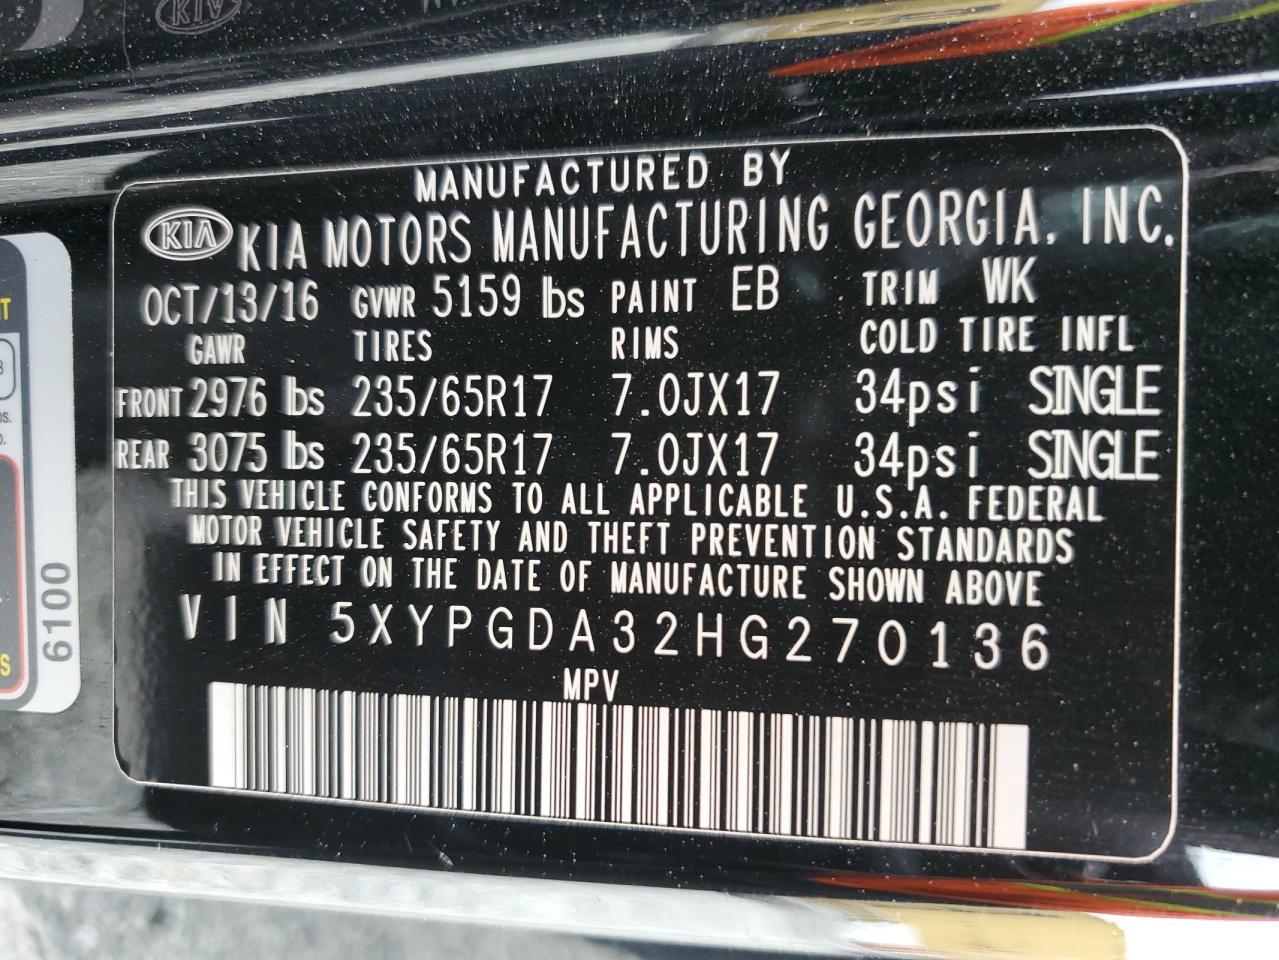 MANUFACTURED BY
KIA KIA MOTORS MANUFACTURING GEORGIA, INC.
OCT/13/16 GVWR 5159 lbs PAINT EB TRIM WK
GAWR TIRES RIMS COLD TIRE INFL
FRONT 2976 lbs 235/65R17 7.0JX17 34psi SINGLE
REAR 3075 lbs 235/65R17 7.0JX17 34psi SINGLE
THIS VEHICLE CONFORMS TO ALL APPLICABLE U.S.A. FEDERAL
MOTOR VEHICLE SAFETY AND THEFT PREVENTION STANDARDS
IN EFFECT ON THE DATE OF MANUFACTURE SHOWN ABOVE
VIN 5XYPGDA32HG270136
MPV
6100